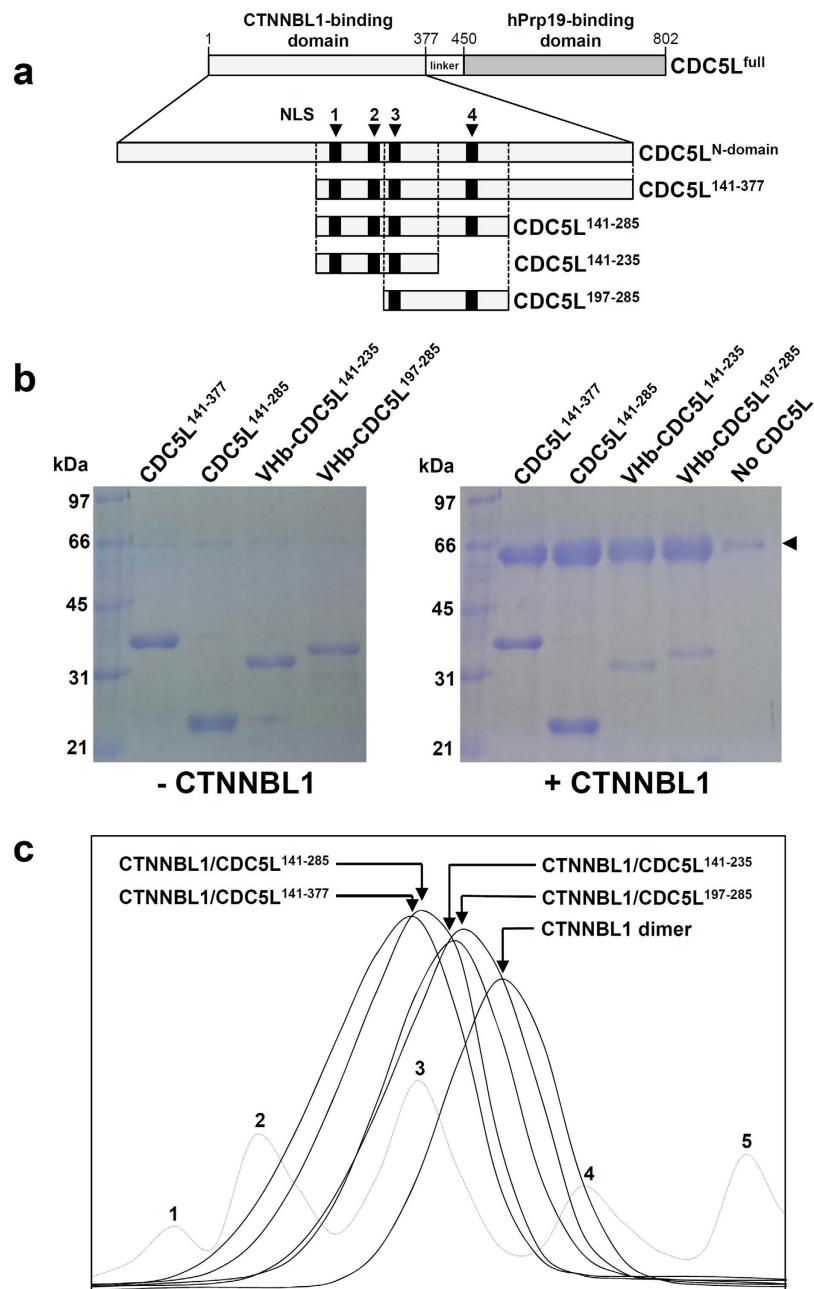 a
CTNNBL1-binding domain
hPrp19-binding domain
1 377 450 802
linker
CDC5Lfull
NLS 1 2 3 4
CDC5LN-domain
CDC5L141-377
CDC5L141-285
CDC5L141-235
CDC5L197-285
b
kDa
CDC5L141-377
CDC5L141-285
VHb-CDC5L141-235
VHb-CDC5L197-285
97
66
45
31
21
- CTNNBL1
kDa
CDC5L141-377
CDC5L141-285
VHb-CDC5L141-235
VHb-CDC5L197-285
No CDC5L
97
66
45
31
21
+ CTNNBL1
c
CTNNBL1/CDC5L141-285
CTNNBL1/CDC5L141-377
CTNNBL1/CDC5L141-235
CTNNBL1/CDC5L197-285
CTNNBL1 dimer
1
2
3
4
5